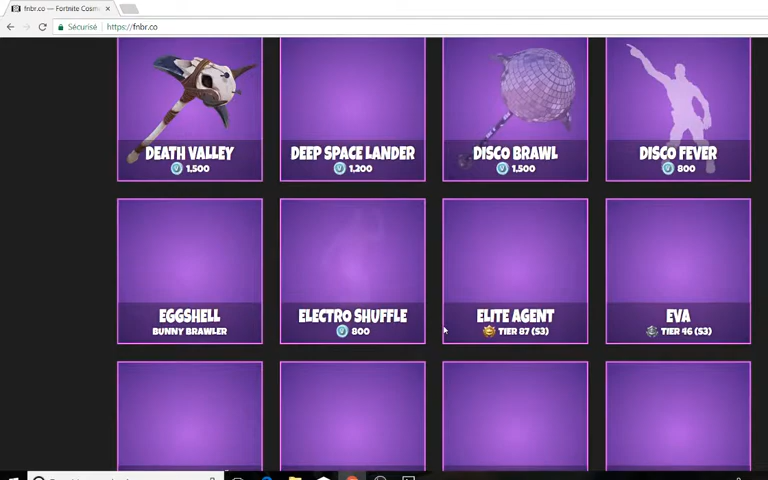 fnbr.co — Fortnite Cosm
Sécurisé
https://fnbr.co
DEATH VALLEY
1,500
DEEP SPACE LANDER
1,200
DISCO BRAWL
1,500
DISCO FEVER
800
EGGSHELL
BUNNY BRAWLER
ELECTRO SHUFFLE
800
ELITE AGENT
TIER 87 (S3)
EVA
TIER 46 (S3)